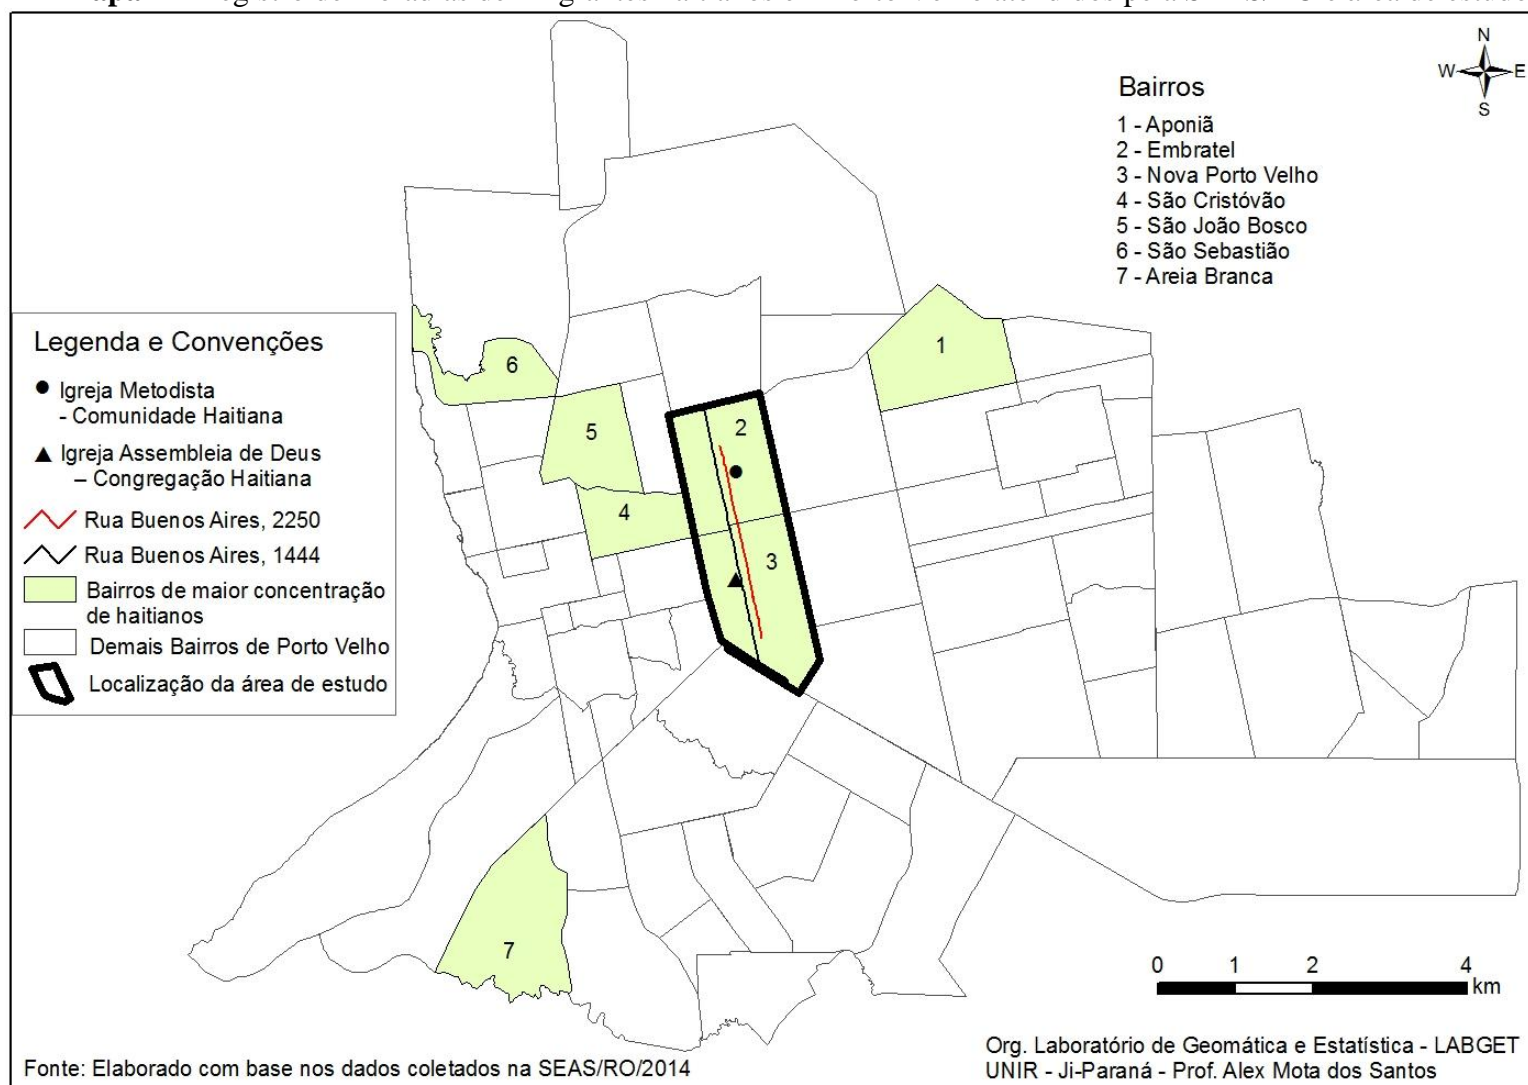 N
W E
S
Bairros
1 - Aponiã
2 - Embratel
3 - Nova Porto Velho
4 - São Cristóvão
5 - São João Bosco
6 - São Sebastião
7 - Areia Branca
Legenda e Convenções
Igreja Metodista
- Comunidade Haitiana
Igreja Assembleia de Deus
– Congregação Haitiana
Rua Buenos Aires, 2250
Rua Buenos Aires, 1444
Bairros de maior concentração
de haitianos
Demais Bairros de Porto Velho
Localização da área de estudo
1
6
2
5
4
3
7
0 1 2 4
km
Fonte: Elaborado com base nos dados coletados na SEAS/RO/2014
Org. Laboratório de Geomática e Estatística - LABGET
UNIR - Ji-Paraná - Prof. Alex Mota dos Santos